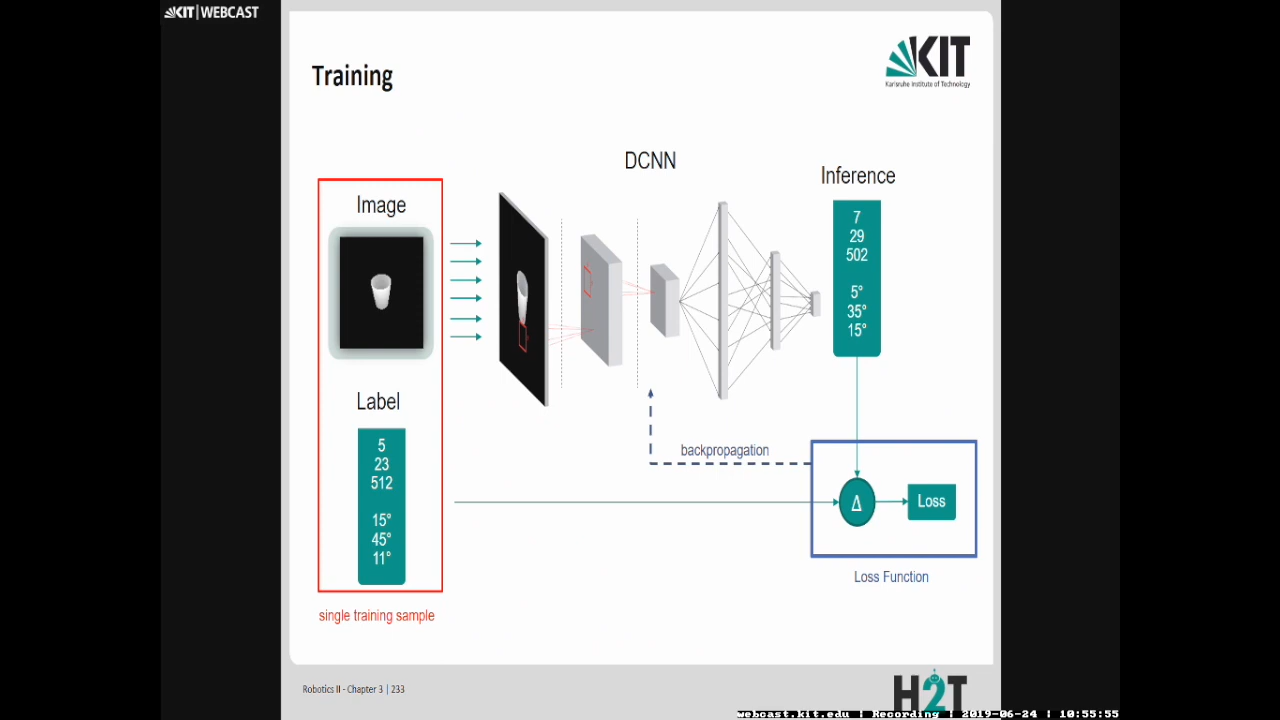 KIT | WEBCAST
Training
KIT
Karlsruhe Institute of Technology
DCNN
Image
Inference
7
29
502
5°
35°
15°
Label
5
23
512
15°
45°
11°
backpropagation
Δ
Loss
Loss Function
single training sample
Robotics II - Chapter 3 | 233
H2T
webcast.kit.edu | Recording | 2019-06-24 | 10:55:55